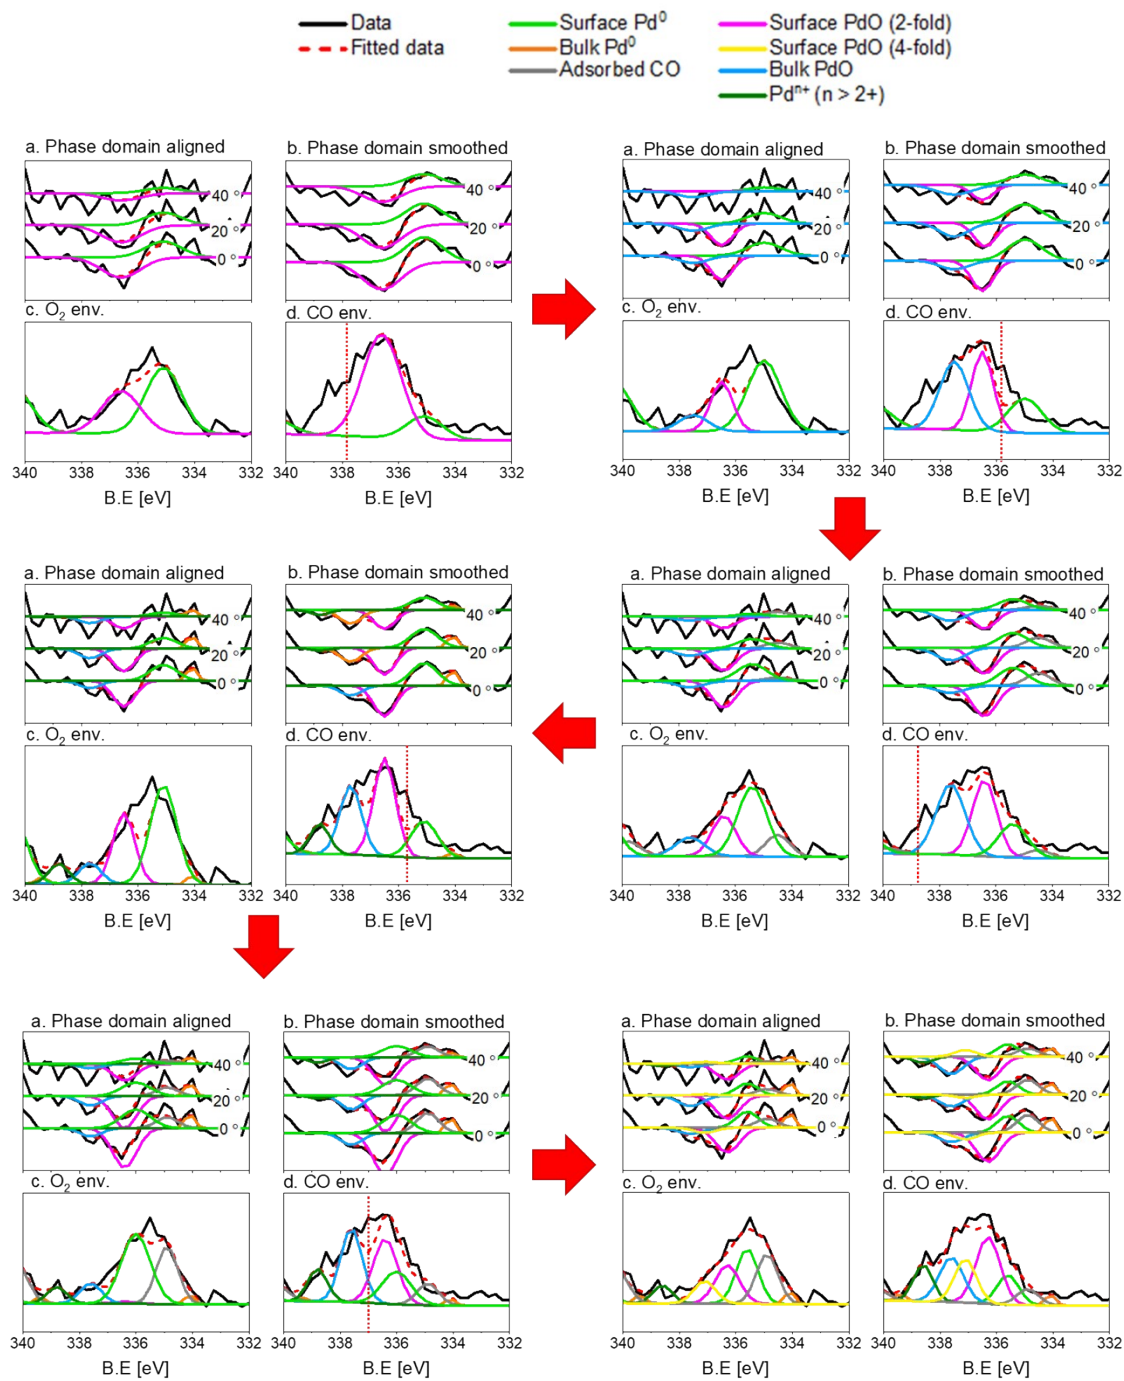 Data
Fitted data
Surface Pd⁰
Bulk Pd⁰
Adsorbed CO
Surface PdO (2-fold)
Surface PdO (4-fold)
Bulk PdO
Pdⁿ⁺ (n > 2+)
a. Phase domain aligned
40 °
20 °
0 °
b. Phase domain smoothed
40 °
20 °
0 °
c. O₂ env.
d. CO env.
340 338 336 334 332
B.E [eV]
340 338 336 334 332
B.E [eV]
a. Phase domain aligned
40 °
20 °
0 °
b. Phase domain smoothed
40 °
20 °
0 °
c. O₂ env.
d. CO env.
340 338 336 334 332
B.E [eV]
340 338 336 334 332
B.E [eV]
a. Phase domain aligned
40 °
20 °
0 °
b. Phase domain smoothed
40 °
20 °
0 °
c. O₂ env.
d. CO env.
340 338 336 334 332
B.E [eV]
340 338 336 334 332
B.E [eV]
a. Phase domain aligned
40 °
20 °
0 °
b. Phase domain smoothed
40 °
20 °
0 °
c. O₂ env.
d. CO env.
340 338 336 334 332
B.E [eV]
340 338 336 334 332
B.E [eV]
a. Phase domain aligned
40 °
20 °
0 °
b. Phase domain smoothed
40 °
20 °
0 °
c. O₂ env.
d. CO env.
340 338 336 334 332
B.E [eV]
340 338 336 334 332
B.E [eV]
a. Phase domain aligned
40 °
20 °
0 °
b. Phase domain smoothed
40 °
20 °
0 °
c. O₂ env.
d. CO env.
340 338 336 334 332
B.E [eV]
340 338 336 334 332
B.E [eV]